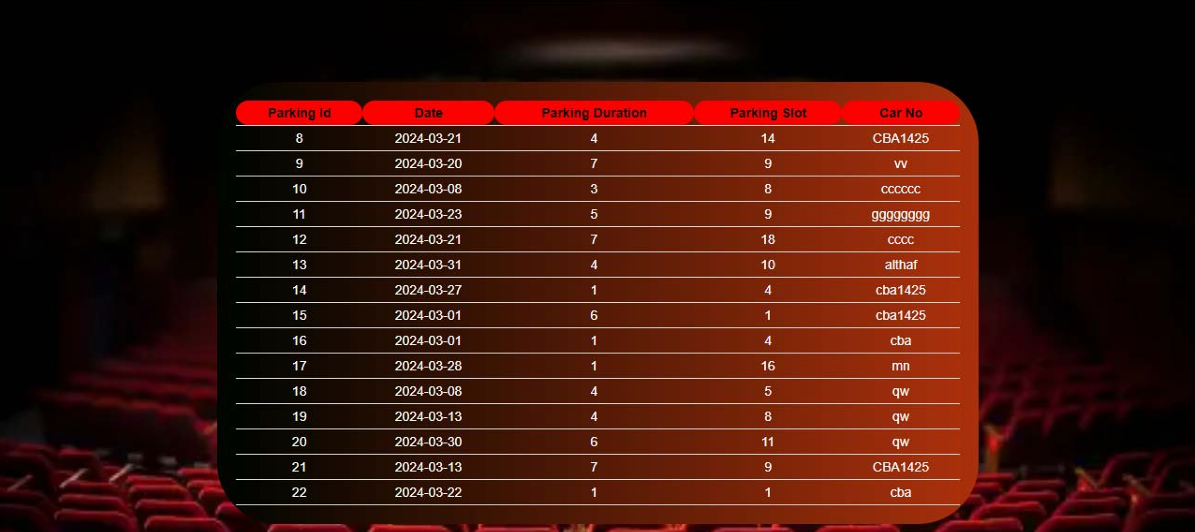 Parking Id Date Parking Duration Parking Slot Car No
8 2024-03-21 4 14 CBA1425
9 2024-03-20 7 9 vv
10 2024-03-08 3 8 cccccc
11 2024-03-23 5 9 gggggggg
12 2024-03-21 7 18 cccc
13 2024-03-31 4 10 althaf
14 2024-03-27 1 4 cba1425
15 2024-03-01 6 1 cba1425
16 2024-03-01 1 4 cba
17 2024-03-28 1 16 mn
18 2024-03-08 4 5 qw
19 2024-03-13 4 8 qw
20 2024-03-30 6 11 qw
21 2024-03-13 7 9 CBA1425
22 2024-03-22 1 1 cba